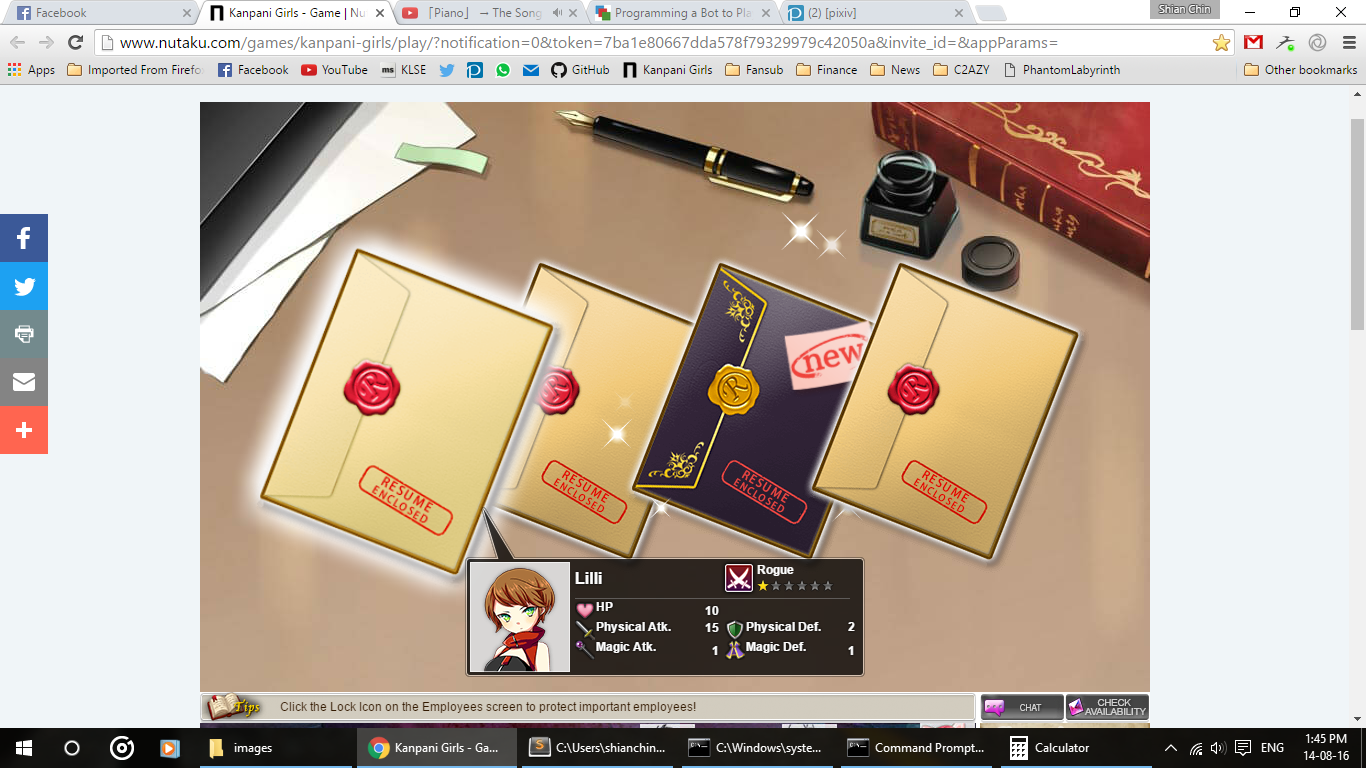 Shian Chin
Facebook
Kanpani Girls - Game | Nu
「Piano」 → The Song
Programming a Bot to Pla
(2) [pixiv]
www.nutaku.com/games/kanpani-girls/play/?notification=0&token=7ba1e80667dda578f79329979c42050a&invite_id=&appParams=
Apps
Imported From Firefo
Facebook
YouTube
ms
KLSE
GitHub
Kanpani Girls
Fansub
Finance
News
C2AZY
PhantomLabyrinth
Other bookmarks
new
RESUME
ENCLOSED
RESUME
ENCLOSED
RESUME
ENCLOSED
RESUME
ENCLOSED
Lilli
Rogue
HP 10
Physical Atk. 15 Physical Def. 2
Magic Atk. 1 Magic Def. 1
Tips
Click the Lock Icon on the Employees screen to protect important employees!
CHAT
CHECK
AVAILABILITY
images
Kanpani Girls - Ga...
C:\Users\shianchin...
C:\Windows\syste...
Command Prompt...
Calculator
ENG
1:45 PM
14-08-16